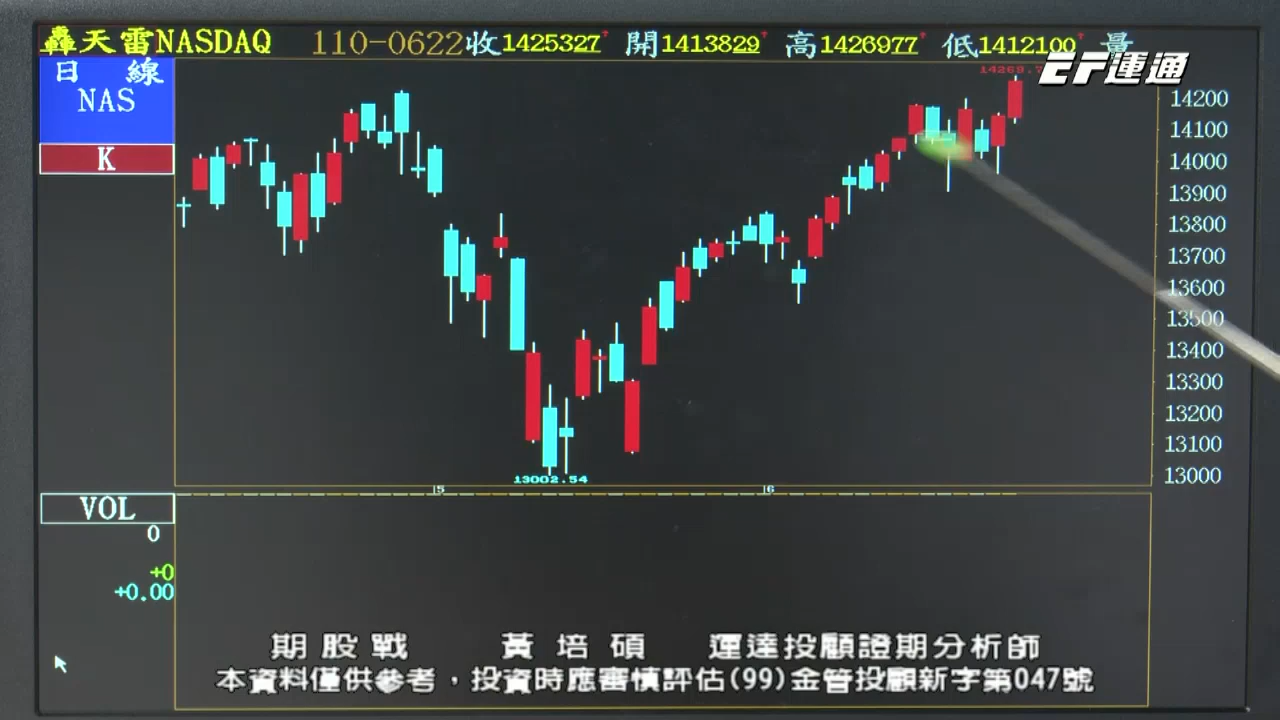 轟天雷NASDAQ 110-0622 收1425327 開1413829 高1426977 低1412100 量
EF運通
日 線
NAS
K
14200
14100
14000
13900
13800
13700
13600
13500
13400
13300
13200
13100
13000
13002.54
5 6
VOL
0
+0
+0.00
期股戰 黃培碩 運達投顧證期分析師
本資料僅供參考，投資時應審慎評估(99)金管投顧新字第047號